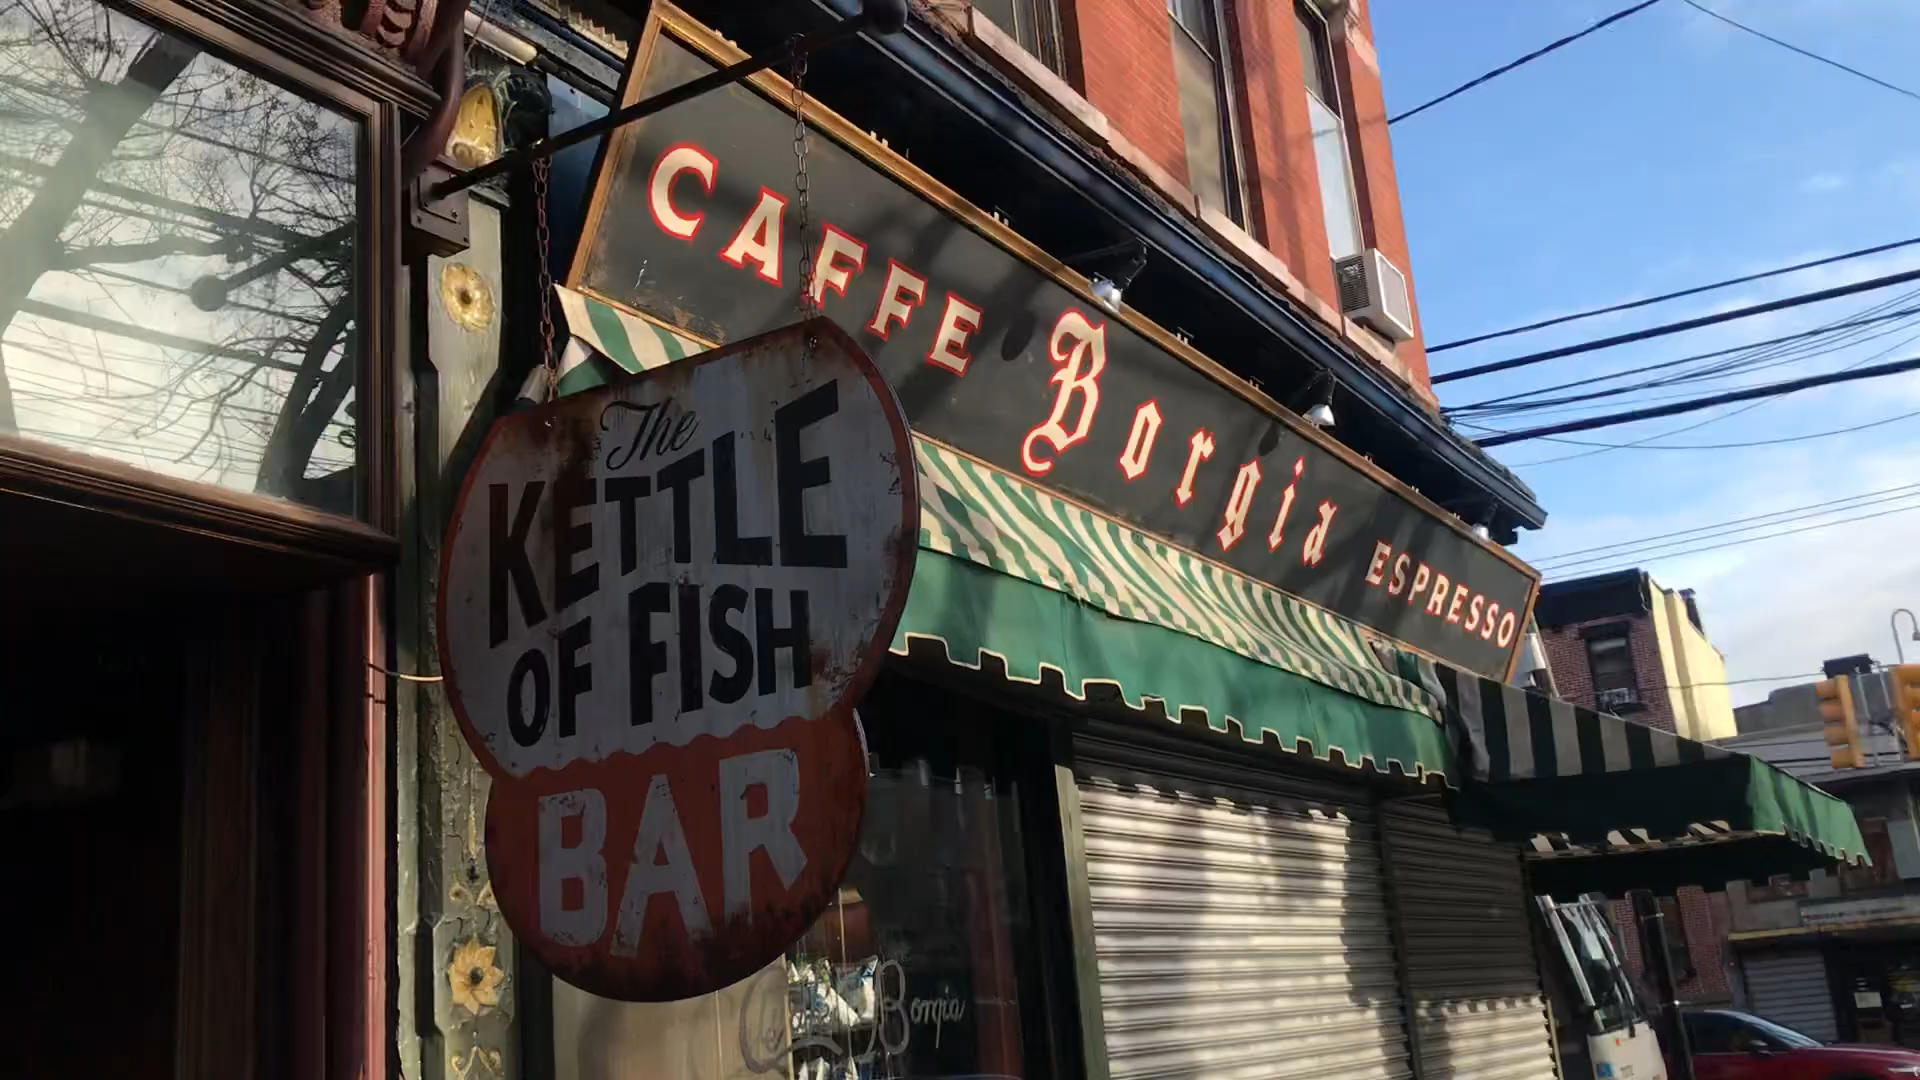 CAFFE Borgia ESPRESSO
The
KETTLE
OF FISH
BAR
Borgia